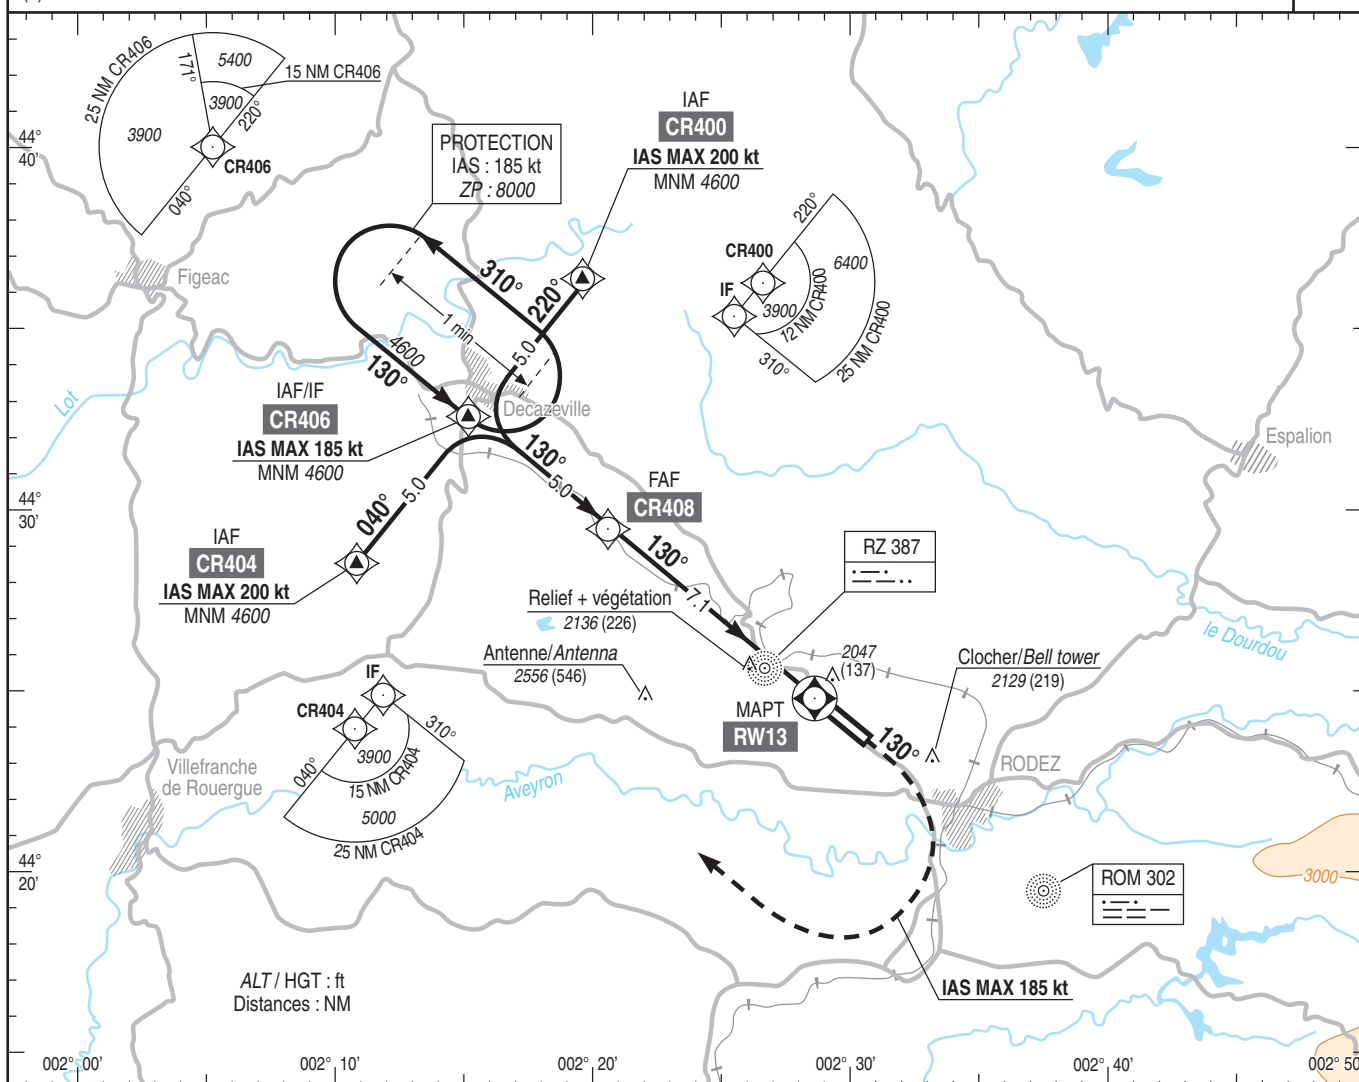 25 NM CR406
171°
5400
15 NM CR406
3900
220°
3900
CR406
040°
44°
40'
PROTECTION
IAS : 185 kt
ZP : 8000
IAF
CR400
IAS MAX 200 kt
MNM 4600
220°
CR400
6400
IF
3900
12 NM CR400
310°
25 NM CR400
Figeac
310°
220°
1 min
5.0
4600
130°
Lot
IAF/IF
CR406
IAS MAX 185 kt
MNM 4600
Decazeville
Espalion
130°
5.0
040°
5.0
FAF
CR408
44°
30'
IAF
CR404
IAS MAX 200 kt
MNM 4600
130°
7.1
RZ 387
Relief + végétation
2136 (226)
le Dourdou
Antenne/Antenna
2556 (546)
2047
(137)
Clocher/Bell tower
2129 (219)
IF
CR404
310°
3900
040°
15 NM CR404
5000
25 NM CR404
MAPT
RW13
130°
RODEZ
Villefranche
de Rouergue
Aveyron
44°
20'
3000
ROM 302
ALT / HGT : ft
Distances : NM
IAS MAX 185 kt
002° 00'
002° 10'
002° 20'
002° 30'
002° 40'
002° 50